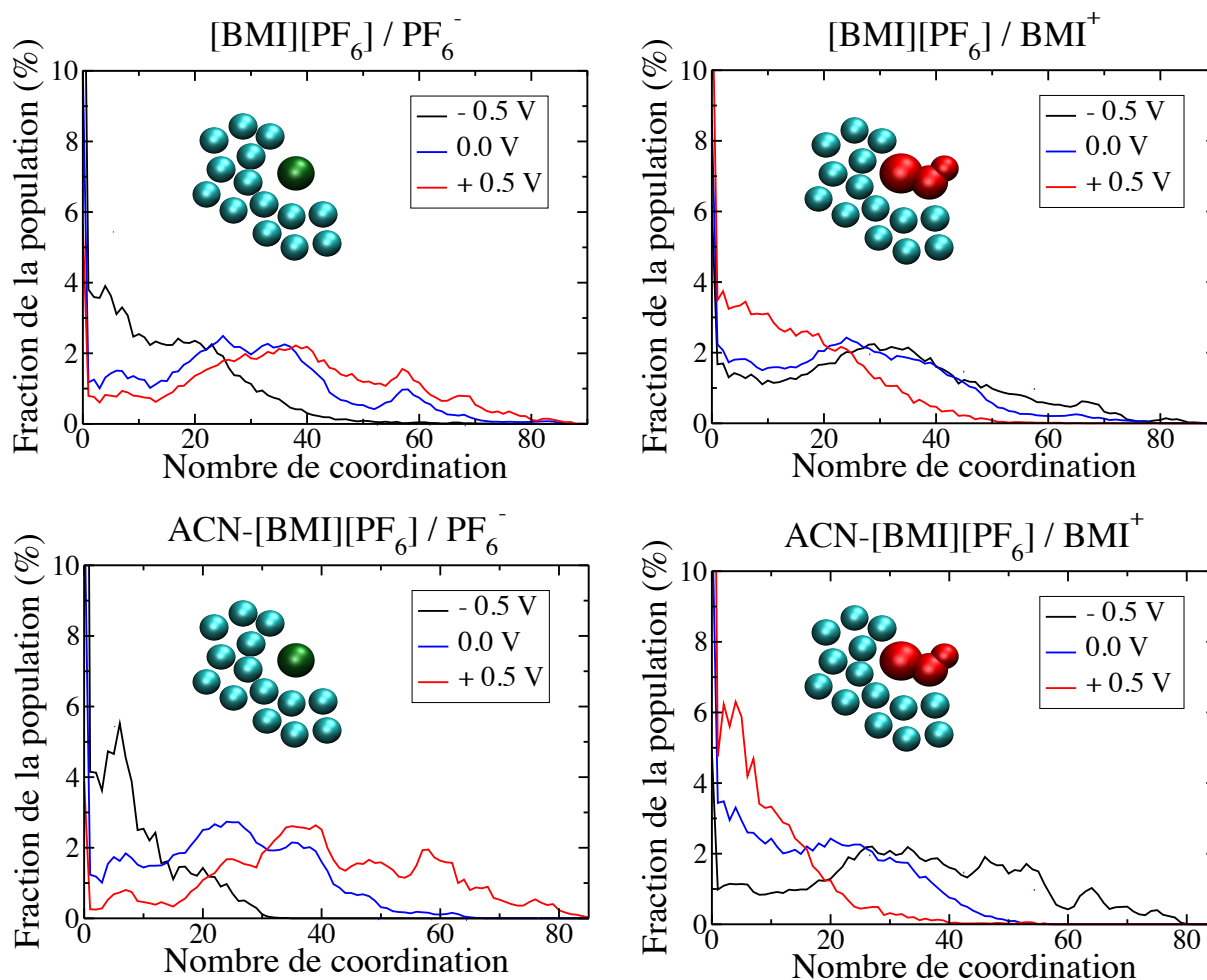 [BMI][PF6] / PF6-
Fraction de la population (%)
10
8
6
4
2
0
- 0.5 V
0.0 V
+ 0.5 V
0 20 40 60 80
Nombre de coordination
[BMI][PF6] / BMI+
Fraction de la population (%)
10
8
6
4
2
0
- 0.5 V
0.0 V
+ 0.5 V
0 20 40 60 80
Nombre de coordination
ACN-[BMI][PF6] / PF6-
Fraction de la population (%)
10
8
6
4
2
0
- 0.5 V
0.0 V
+ 0.5 V
0 20 40 60 80
Nombre de coordination
ACN-[BMI][PF6] / BMI+
Fraction de la population (%)
10
8
6
4
2
0
- 0.5 V
0.0 V
+ 0.5 V
0 20 40 60 80
Nombre de coordination